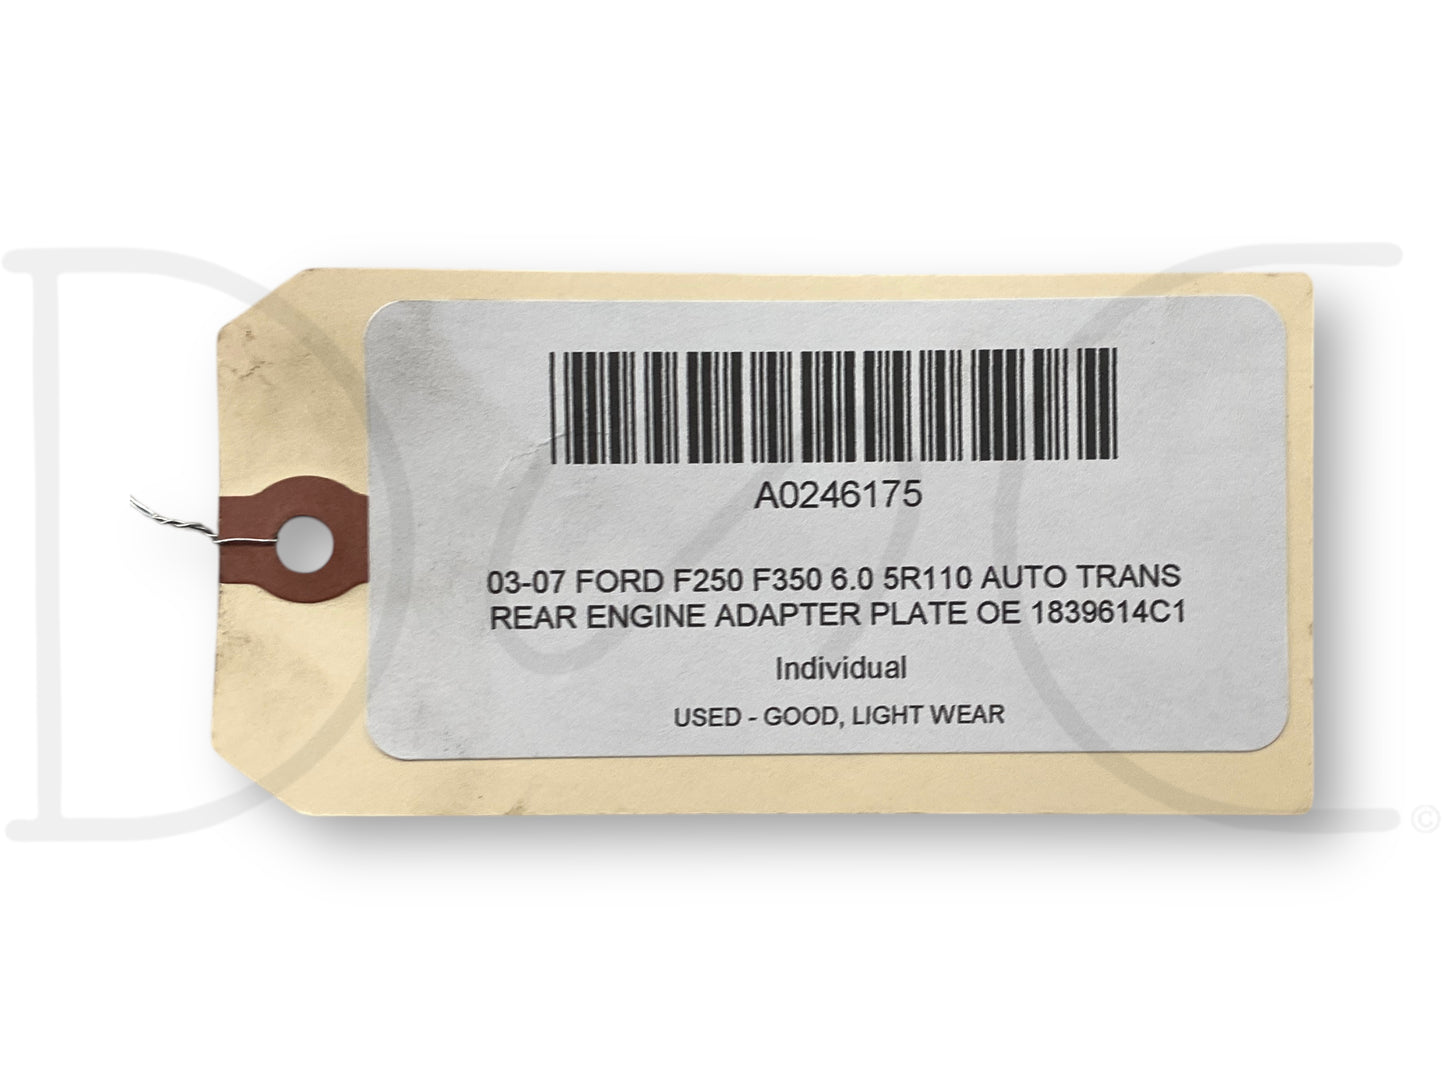 A0246175
03-07 FORD F250 F350 6.0 5R110 AUTO TRANS
REAR ENGINE ADAPTER PLATE OE 1839614C1
Individual
USED - GOOD, LIGHT WEAR
©